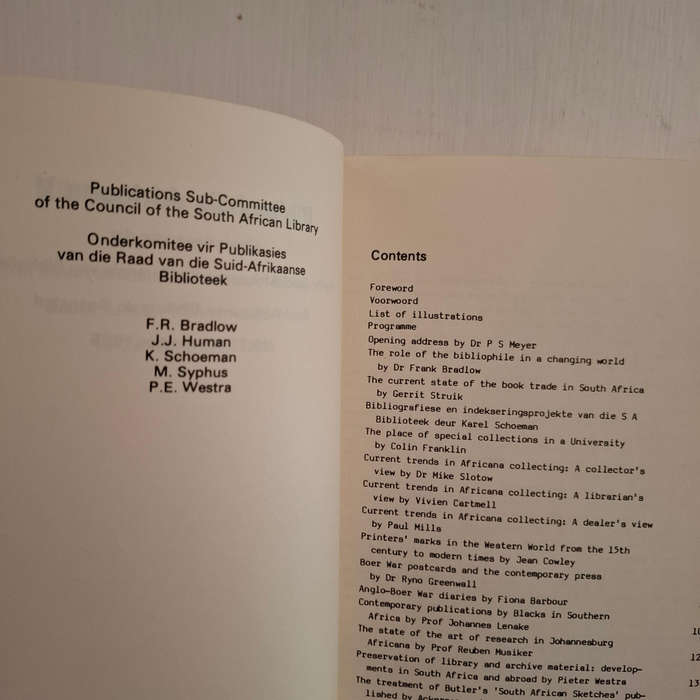 Publications Sub-Committee
of the Council of the South African Library
Onderkomitee vir Publikasies
van die Raad van die Suid-Afrikaanse
Biblioteek
F.R. Bradlow
J.J. Human
K. Schoeman
M. Syphus
P.E. Westra
Contents
Foreword
Voorwoord
List of illustrations
Programme
Opening address by Dr P S Meyer
The role of the bibliophile in a changing world
by Dr Frank Bradlow
The current state of the book trade in South Africa
by Gerrit Struik
Bibliografiese en indekseringsprojekte van die S A
Biblioteek deur Karel Schoeman
The place of special collections in a University
by Colin Franklin
Current trends in Africana collecting: A collector's
view by Dr Mike Slotow
Current trends in Africana collecting: A librarian's
view by Vivien Cartmell
Current trends in Africana collecting: A dealer's view
by Paul Mills
Printers' marks in the Western World from the 15th
century to modern times by Jean Cowley
Boer War postcards and the contemporary press
by Dr Ryno Greenwall
Anglo-Boer War diaries by Fiona Barbour
Contemporary publications by Blacks in Southern
Africa by Prof Johannes Lenake
The state of the art of research in Johannesburg
Africana by Prof Reuben Musiker
Preservation of library and archive material: develop-
ments in South Africa and abroad by Pieter Westra
The treatment of Butler's 'South African Sketches' pub-
lished by